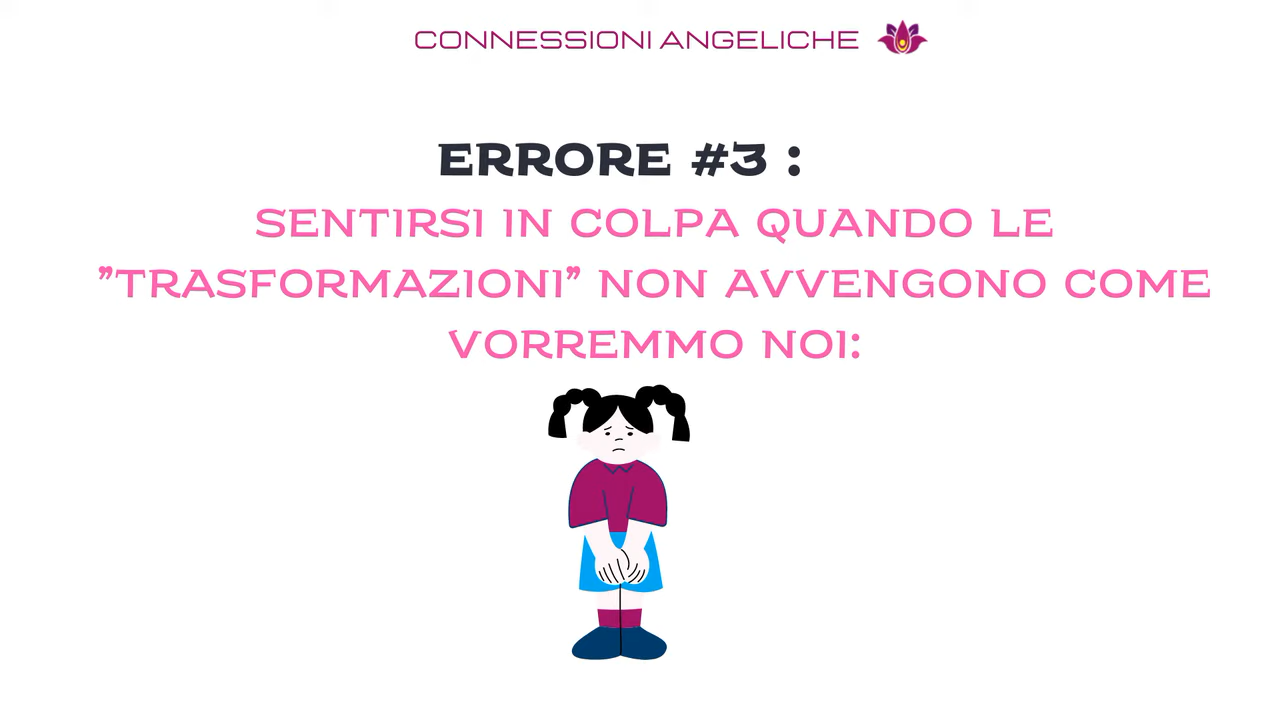 CONNESSIONI ANGELICHE
ERRORE #3 :
SENTIRSI IN COLPA QUANDO LE
"TRASFORMAZIONI" NON AVVENGONO COME
VORREMMO NOI: